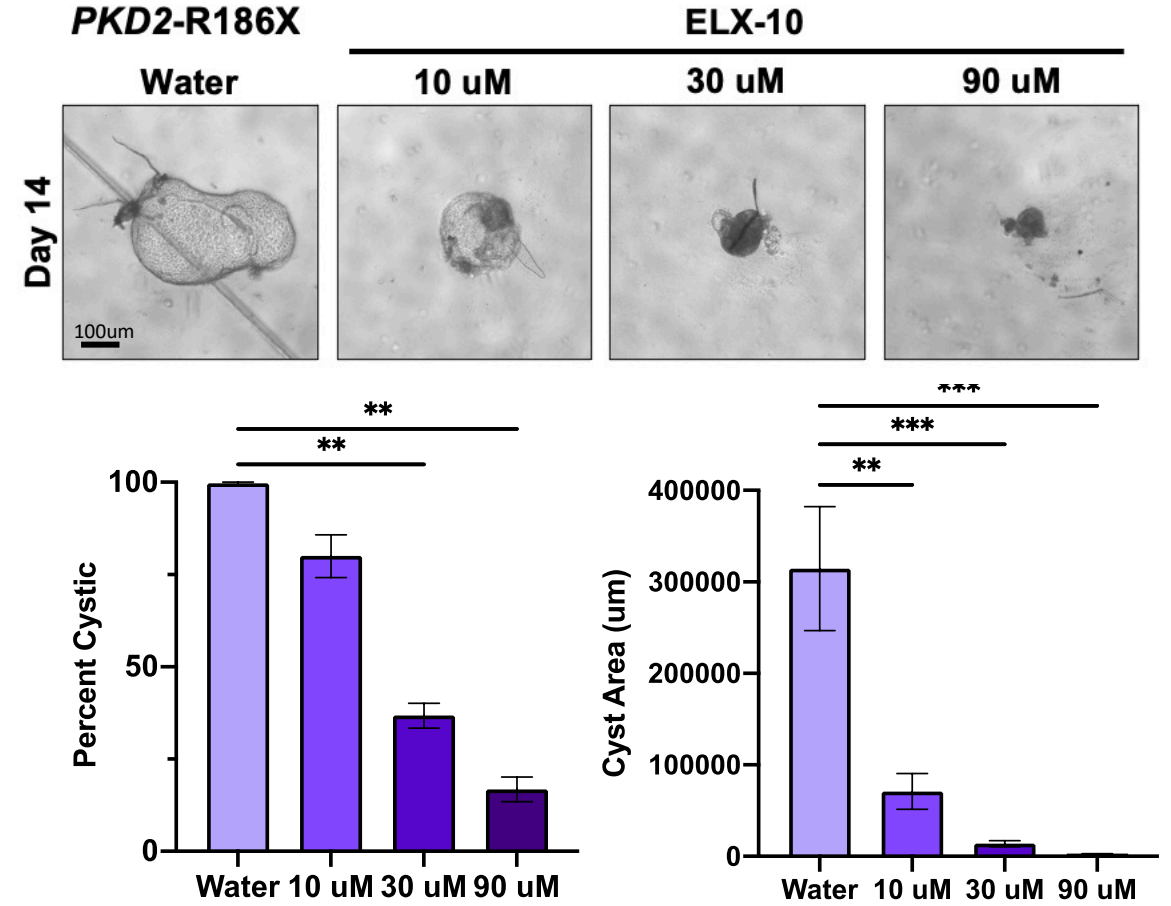 PKD2-R186X
ELX-10
Water
10 uM
30 uM
90 uM
Day 14
100um
**
**
100
50
0
Percent Cystic
Water
10 uM
30 uM
90 uM
***
***
**
400000
300000
200000
100000
0
Cyst Area (um)
Water
10 uM
30 uM
90 uM